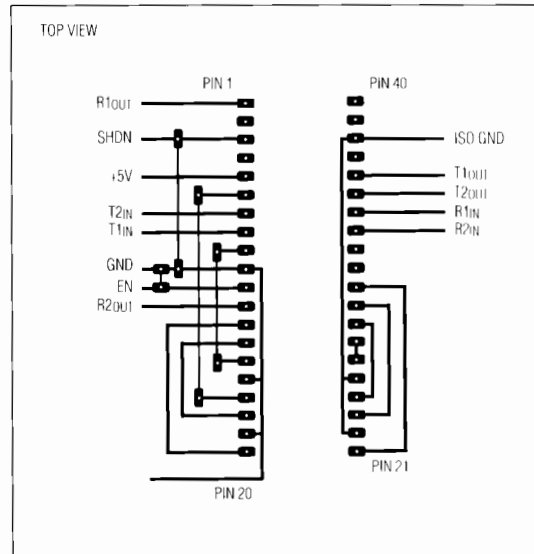 TOP VIEW
PIN 1
PIN 40
R1OUT
SHDN
+5V
T2IN
T1IN
GND
EN
R2OUT
ISO GND
T1OUT
T2OUT
R1IN
R2IN
PIN 20
PIN 21